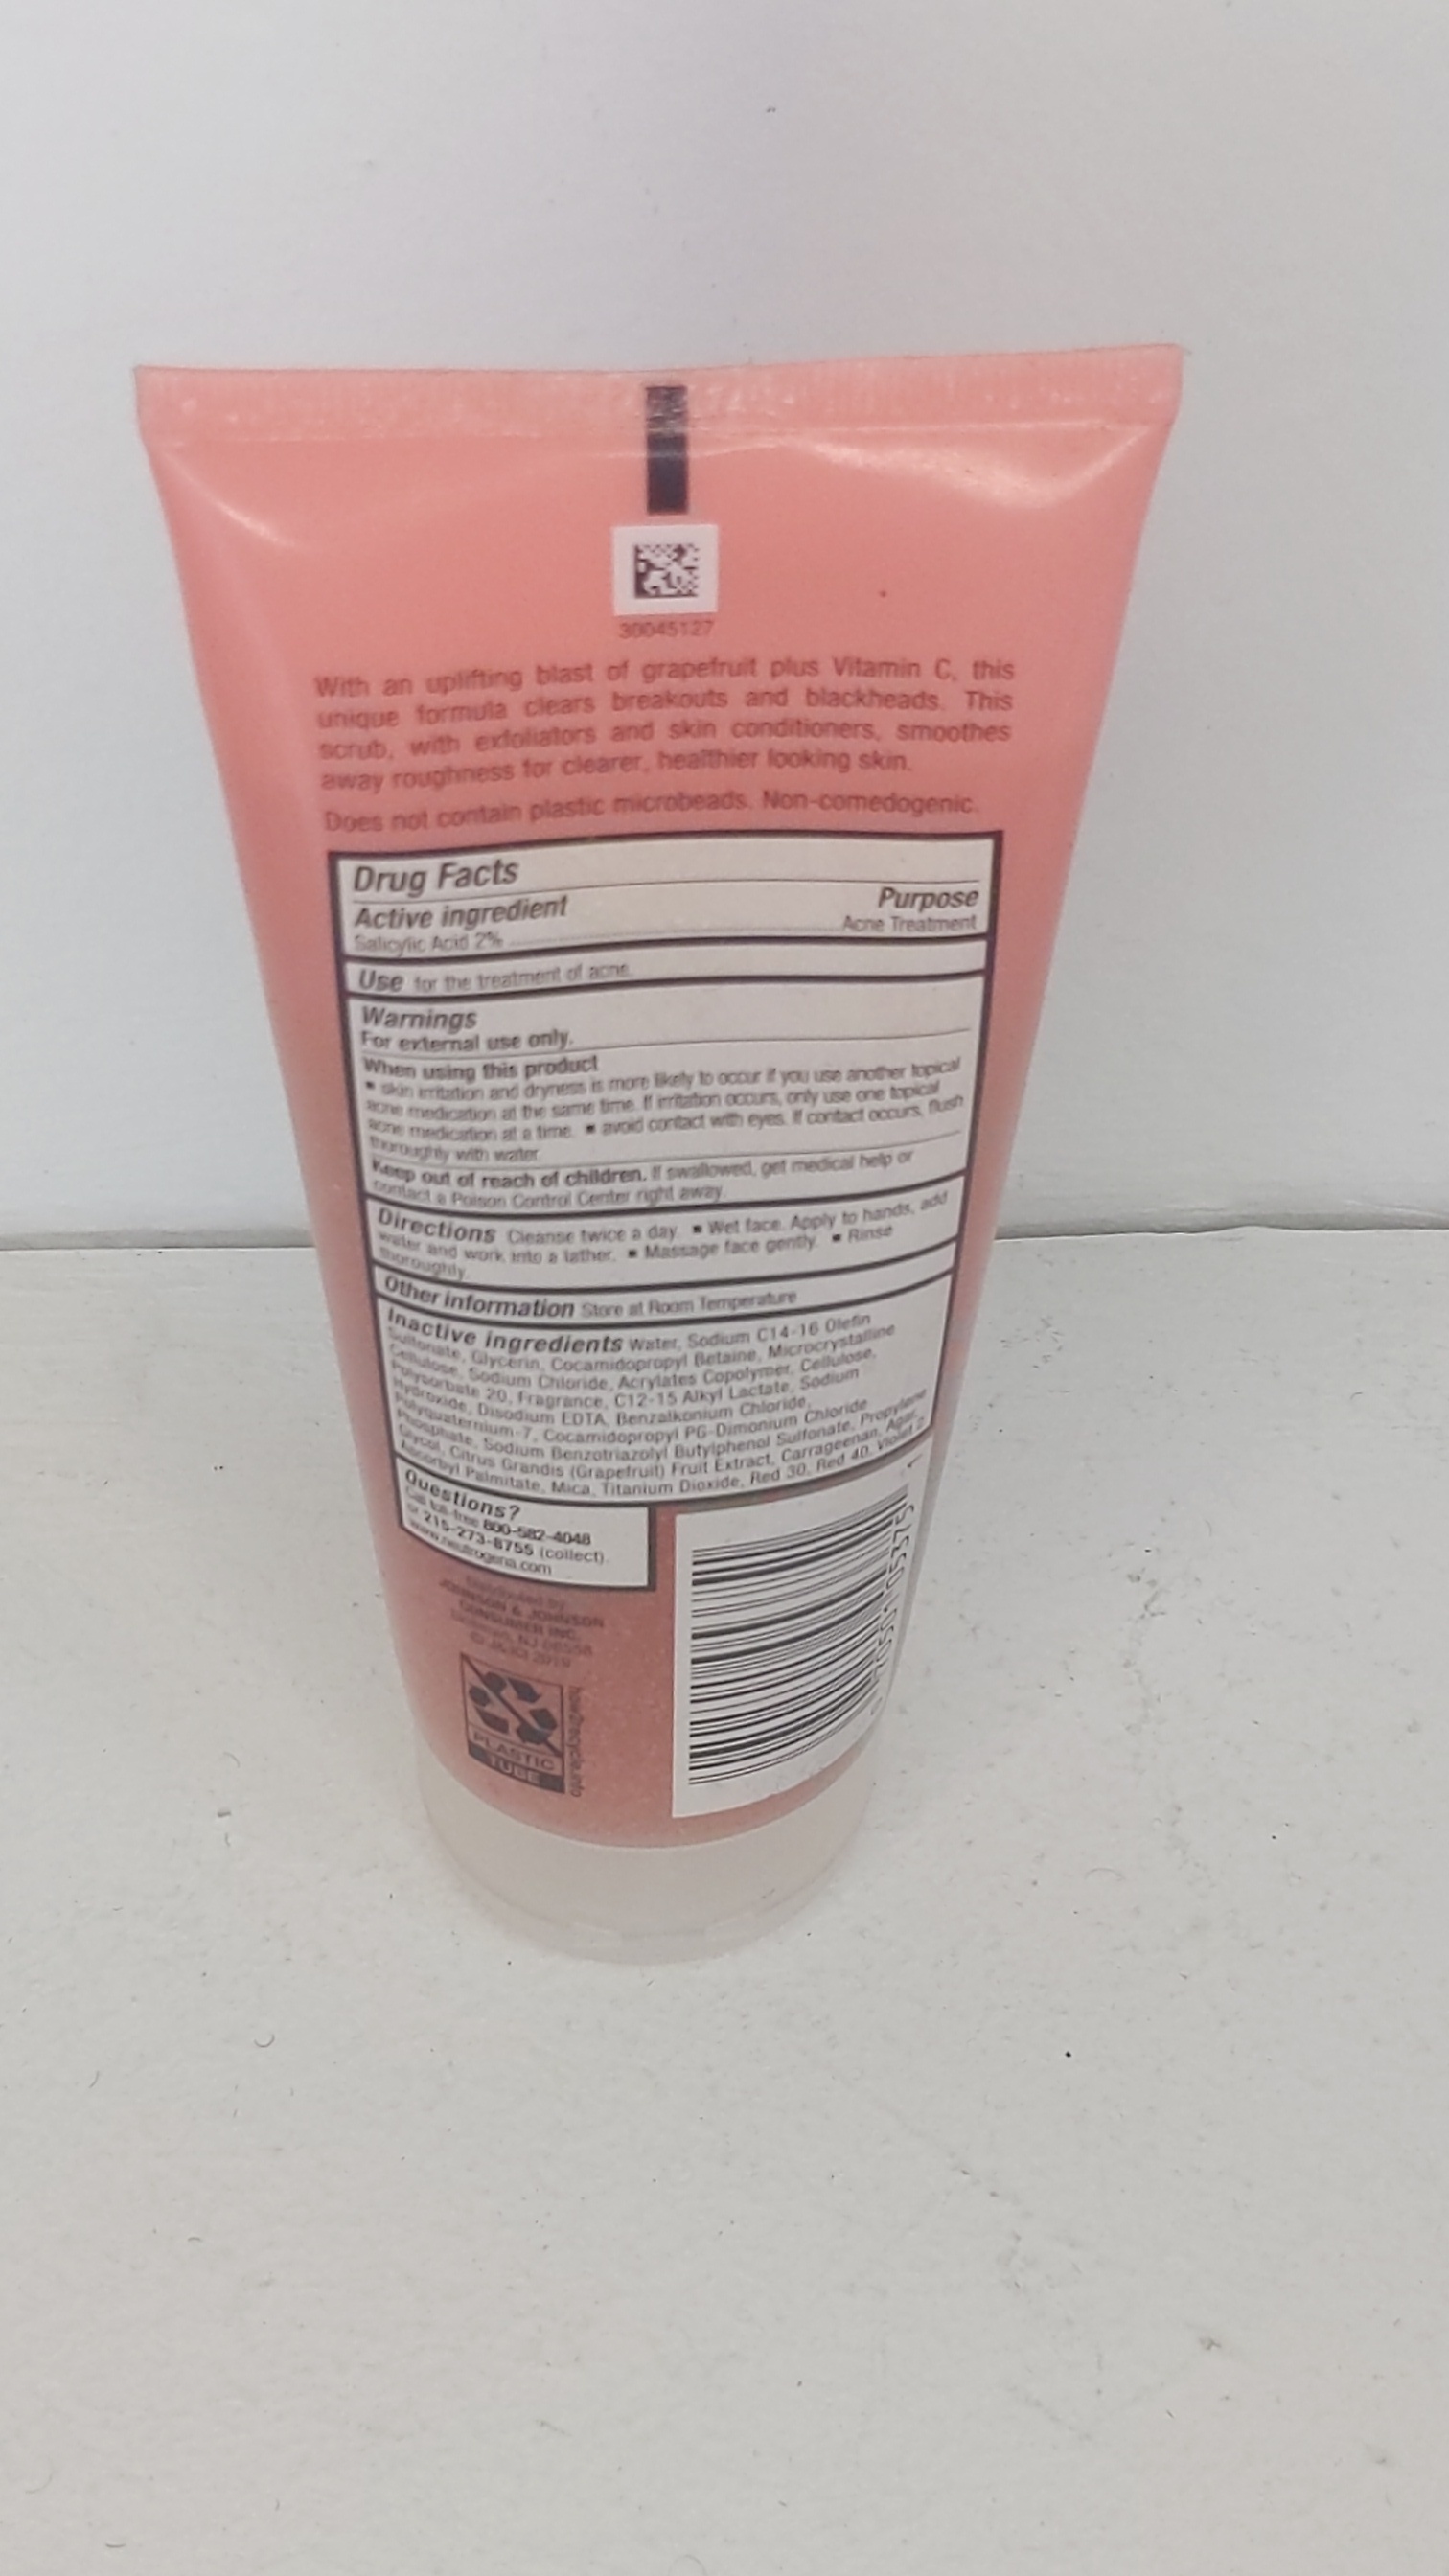 30045127
With an uplifting blast of grapefruit plus Vitamin C, this
unique formula clears breakouts and blackheads. This
scrub, with exfoliators and skin conditioners, smoothes
away roughness for clearer, healthier looking skin.
Does not contain plastic microbeads. Non-comedogenic.
Drug Facts
Active ingredient Purpose
Salicylic Acid 2% Acne Treatment
Use for the treatment of acne.
Warnings
For external use only.
When using this product
▪ skin irritation and dryness is more likely to occur if you use another topical
acne medication at the same time. If irritation occurs, only use one topical
acne medication at a time. ▪ avoid contact with eyes. If contact occurs, flush
thoroughly with water.
Keep out of reach of children. If swallowed, get medical help or
contact a Poison Control Center right away.
Directions Cleanse twice a day. ▪ Wet face. Apply to hands, add
water and work into a lather. ▪ Massage face gently. ▪ Rinse
thoroughly.
Other information Store at Room Temperature
Inactive ingredients Water, Sodium C14-16 Olefin
Sulfonate, Glycerin, Cocamidopropyl Betaine, Microcrystalline
Cellulose, Sodium Chloride, Acrylates Copolymer, Cellulose,
Polysorbate 20, Fragrance, C12-15 Alkyl Lactate, Sodium
Hydroxide, Disodium EDTA, Benzalkonium Chloride,
Polyquaternium-7, Cocamidopropyl PG-Dimonium Chloride
Phosphate, Sodium Benzotriazolyl Butylphenol Sulfonate, Propylene
Glycol, Citrus Grandis (Grapefruit) Fruit Extract, Carrageenan, Agar,
Ascorbyl Palmitate, Mica, Titanium Dioxide, Red 30, Red 40, Violet 2
Questions?
Call toll-free 800-582-4048
or 215-273-8755 (collect).
www.neutrogena.com
Distributed by:
JOHNSON & JOHNSON
CONSUMER INC.
NJ 08558
2019
PLASTIC
TUBE
how2recycle.info
70501 05375 1